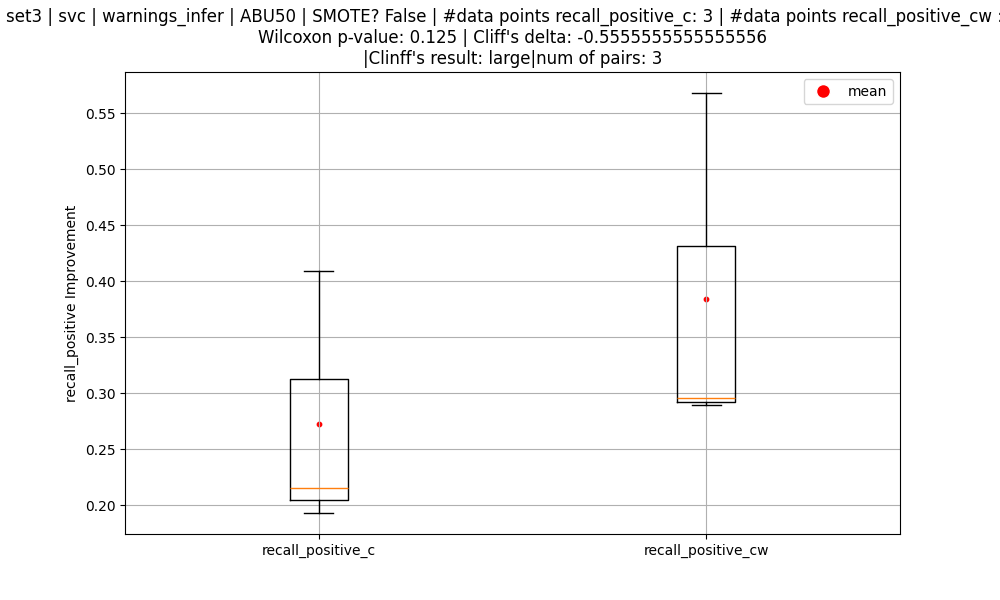 set3 | svc | warnings_infer | ABU50 | SMOTE? False | #data points recall_positive_c: 3 | #data points recall_positive_cw :
Wilcoxon p-value: 0.125 | Cliff's delta: -0.5555555555555556
|Clinff's result: large|num of pairs: 3
mean
0.55
0.50
0.45
0.40
0.35
0.30
0.25
0.20
recall_positive Improvement
recall_positive_c
recall_positive_cw